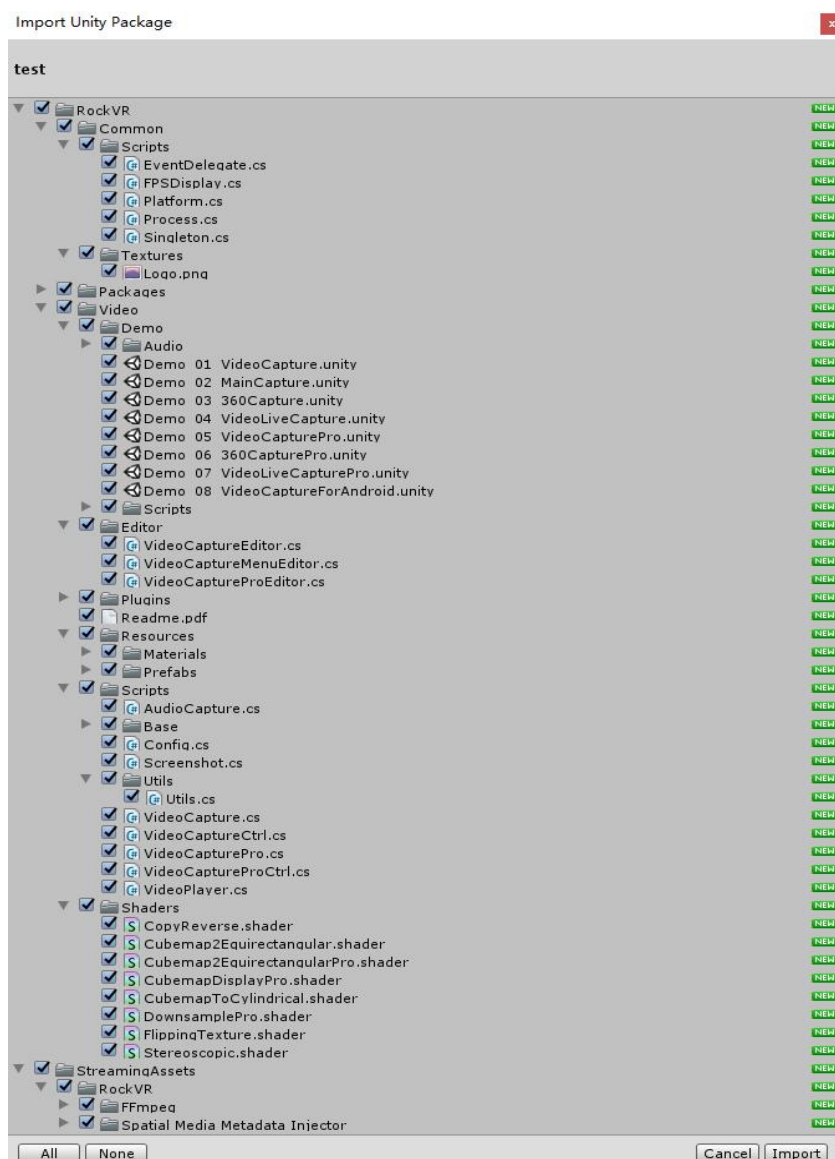 Import Unity Package
x
test
RockVR NEW
Common NEW
Scripts NEW
EventDelegate.cs NEW
FPSDisplay.cs NEW
Platform.cs NEW
Process.cs NEW
Singleton.cs NEW
Textures NEW
Logo.png NEW
Packages NEW
Video NEW
Demo NEW
Audio NEW
Demo 01 VideoCapture.unity NEW
Demo 02 MainCapture.unity NEW
Demo 03 360Capture.unity NEW
Demo 04 VideoLiveCapture.unity NEW
Demo 05 VideoCapturePro.unity NEW
Demo 06 360CapturePro.unity NEW
Demo 07 VideoLiveCapturePro.unity NEW
Demo 08 VideoCaptureForAndroid.unity NEW
Scripts NEW
Editor NEW
VideoCaptureEditor.cs NEW
VideoCaptureMenuEditor.cs NEW
VideoCaptureProEditor.cs NEW
Plugins NEW
Readme.pdf NEW
Resources NEW
Materials NEW
Prefabs NEW
Scripts NEW
AudioCapture.cs NEW
Base NEW
Config.cs NEW
Screenshot.cs NEW
Utils NEW
Utils.cs NEW
VideoCapture.cs NEW
VideoCaptureCtrl.cs NEW
VideoCapturePro.cs NEW
VideoCaptureProCtrl.cs NEW
VideoPlayer.cs NEW
Shaders NEW
CopyReverse.shader NEW
Cubemap2Equirectangular.shader NEW
Cubemap2EquirectangularPro.shader NEW
CubemapDisplayPro.shader NEW
CubemapToCylindrical.shader NEW
DownsamplePro.shader NEW
FlippingTexture.shader NEW
Stereoscopic.shader NEW
StreamingAssets NEW
RockVR NEW
FFmpeg NEW
Spatial Media Metadata Injector NEW
All None Cancel Import